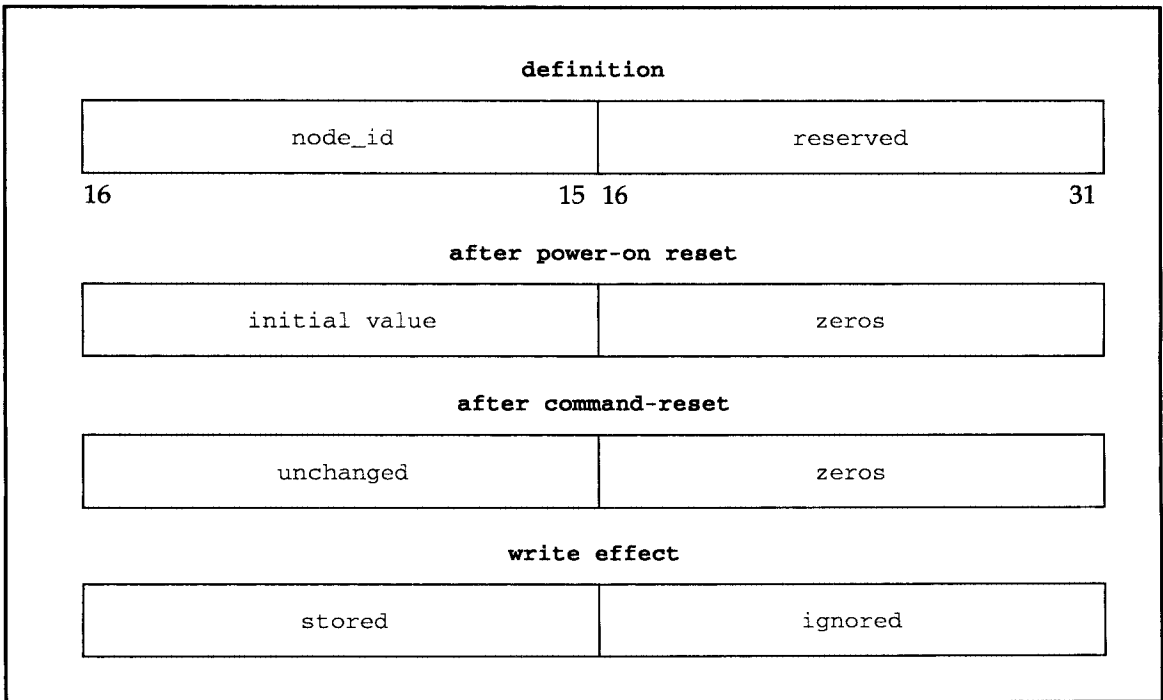 definition
node_id reserved
16 15 16 31
after power-on reset
initial value zeros
after command-reset
unchanged zeros
write effect
stored ignored